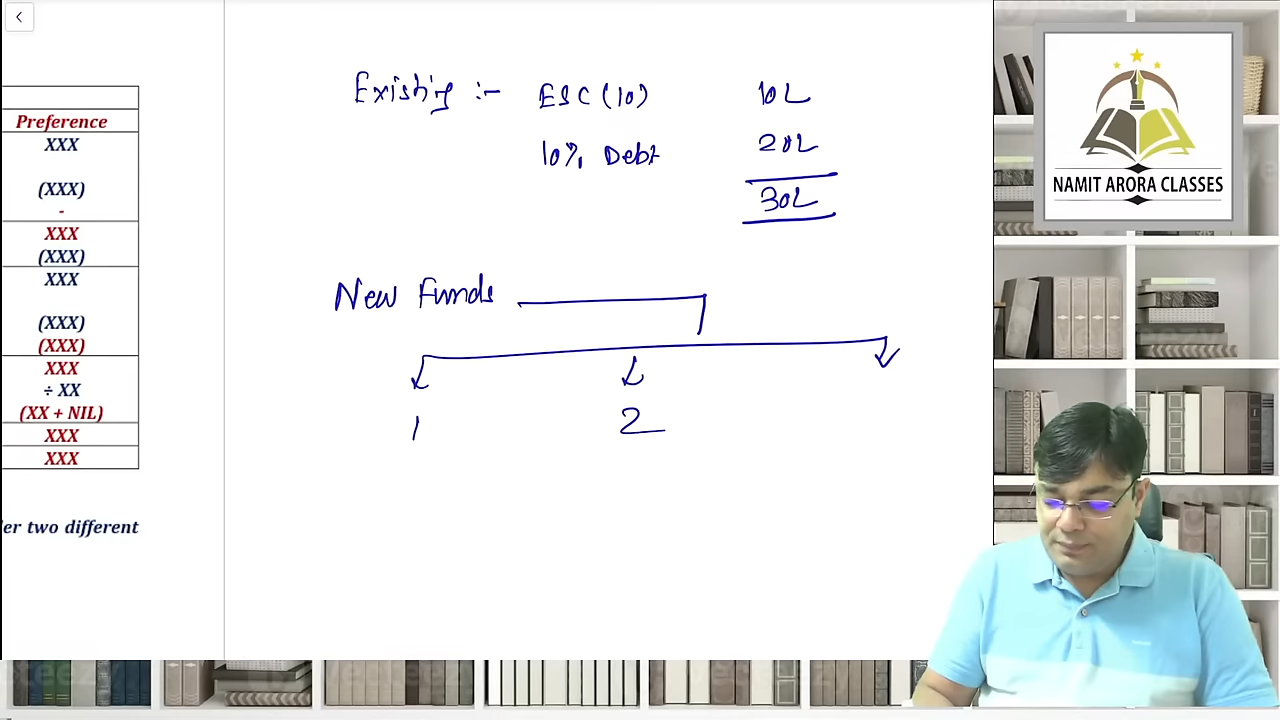 Preference
XXX
(XXX)
-
XXX
(XXX)
XXX
(XXX)
(XXX)
XXX
÷ XX
(XX + NIL)
XXX
XXX
er two different
Existing :- ESC (10) 10L
10% Debt 20L
30L
New Funds
1 2
NAMIT ARORA CLASSES